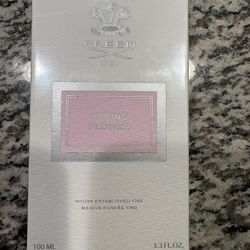 CREED
SPRING
FLOWER
HOUSE ESTABLISHED 1760
MAISON FONDÉE 1760
100 ML
3.3 FL.OZ.